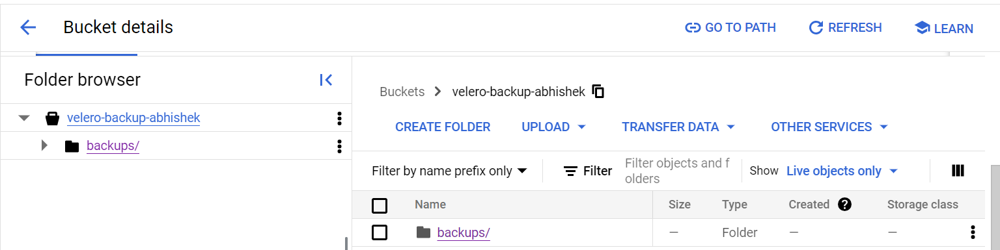 Bucket details
GO TO PATH
REFRESH
LEARN
Folder browser
velero-backup-abhishek
backups/
Buckets
velero-backup-abhishek
CREATE FOLDER
UPLOAD
TRANSFER DATA
OTHER SERVICES
Filter by name prefix only
Filter
Filter objects and f
olders
Show
Live objects only
Name
Size
Type
Created
Storage class
backups/
—
Folder
—
—